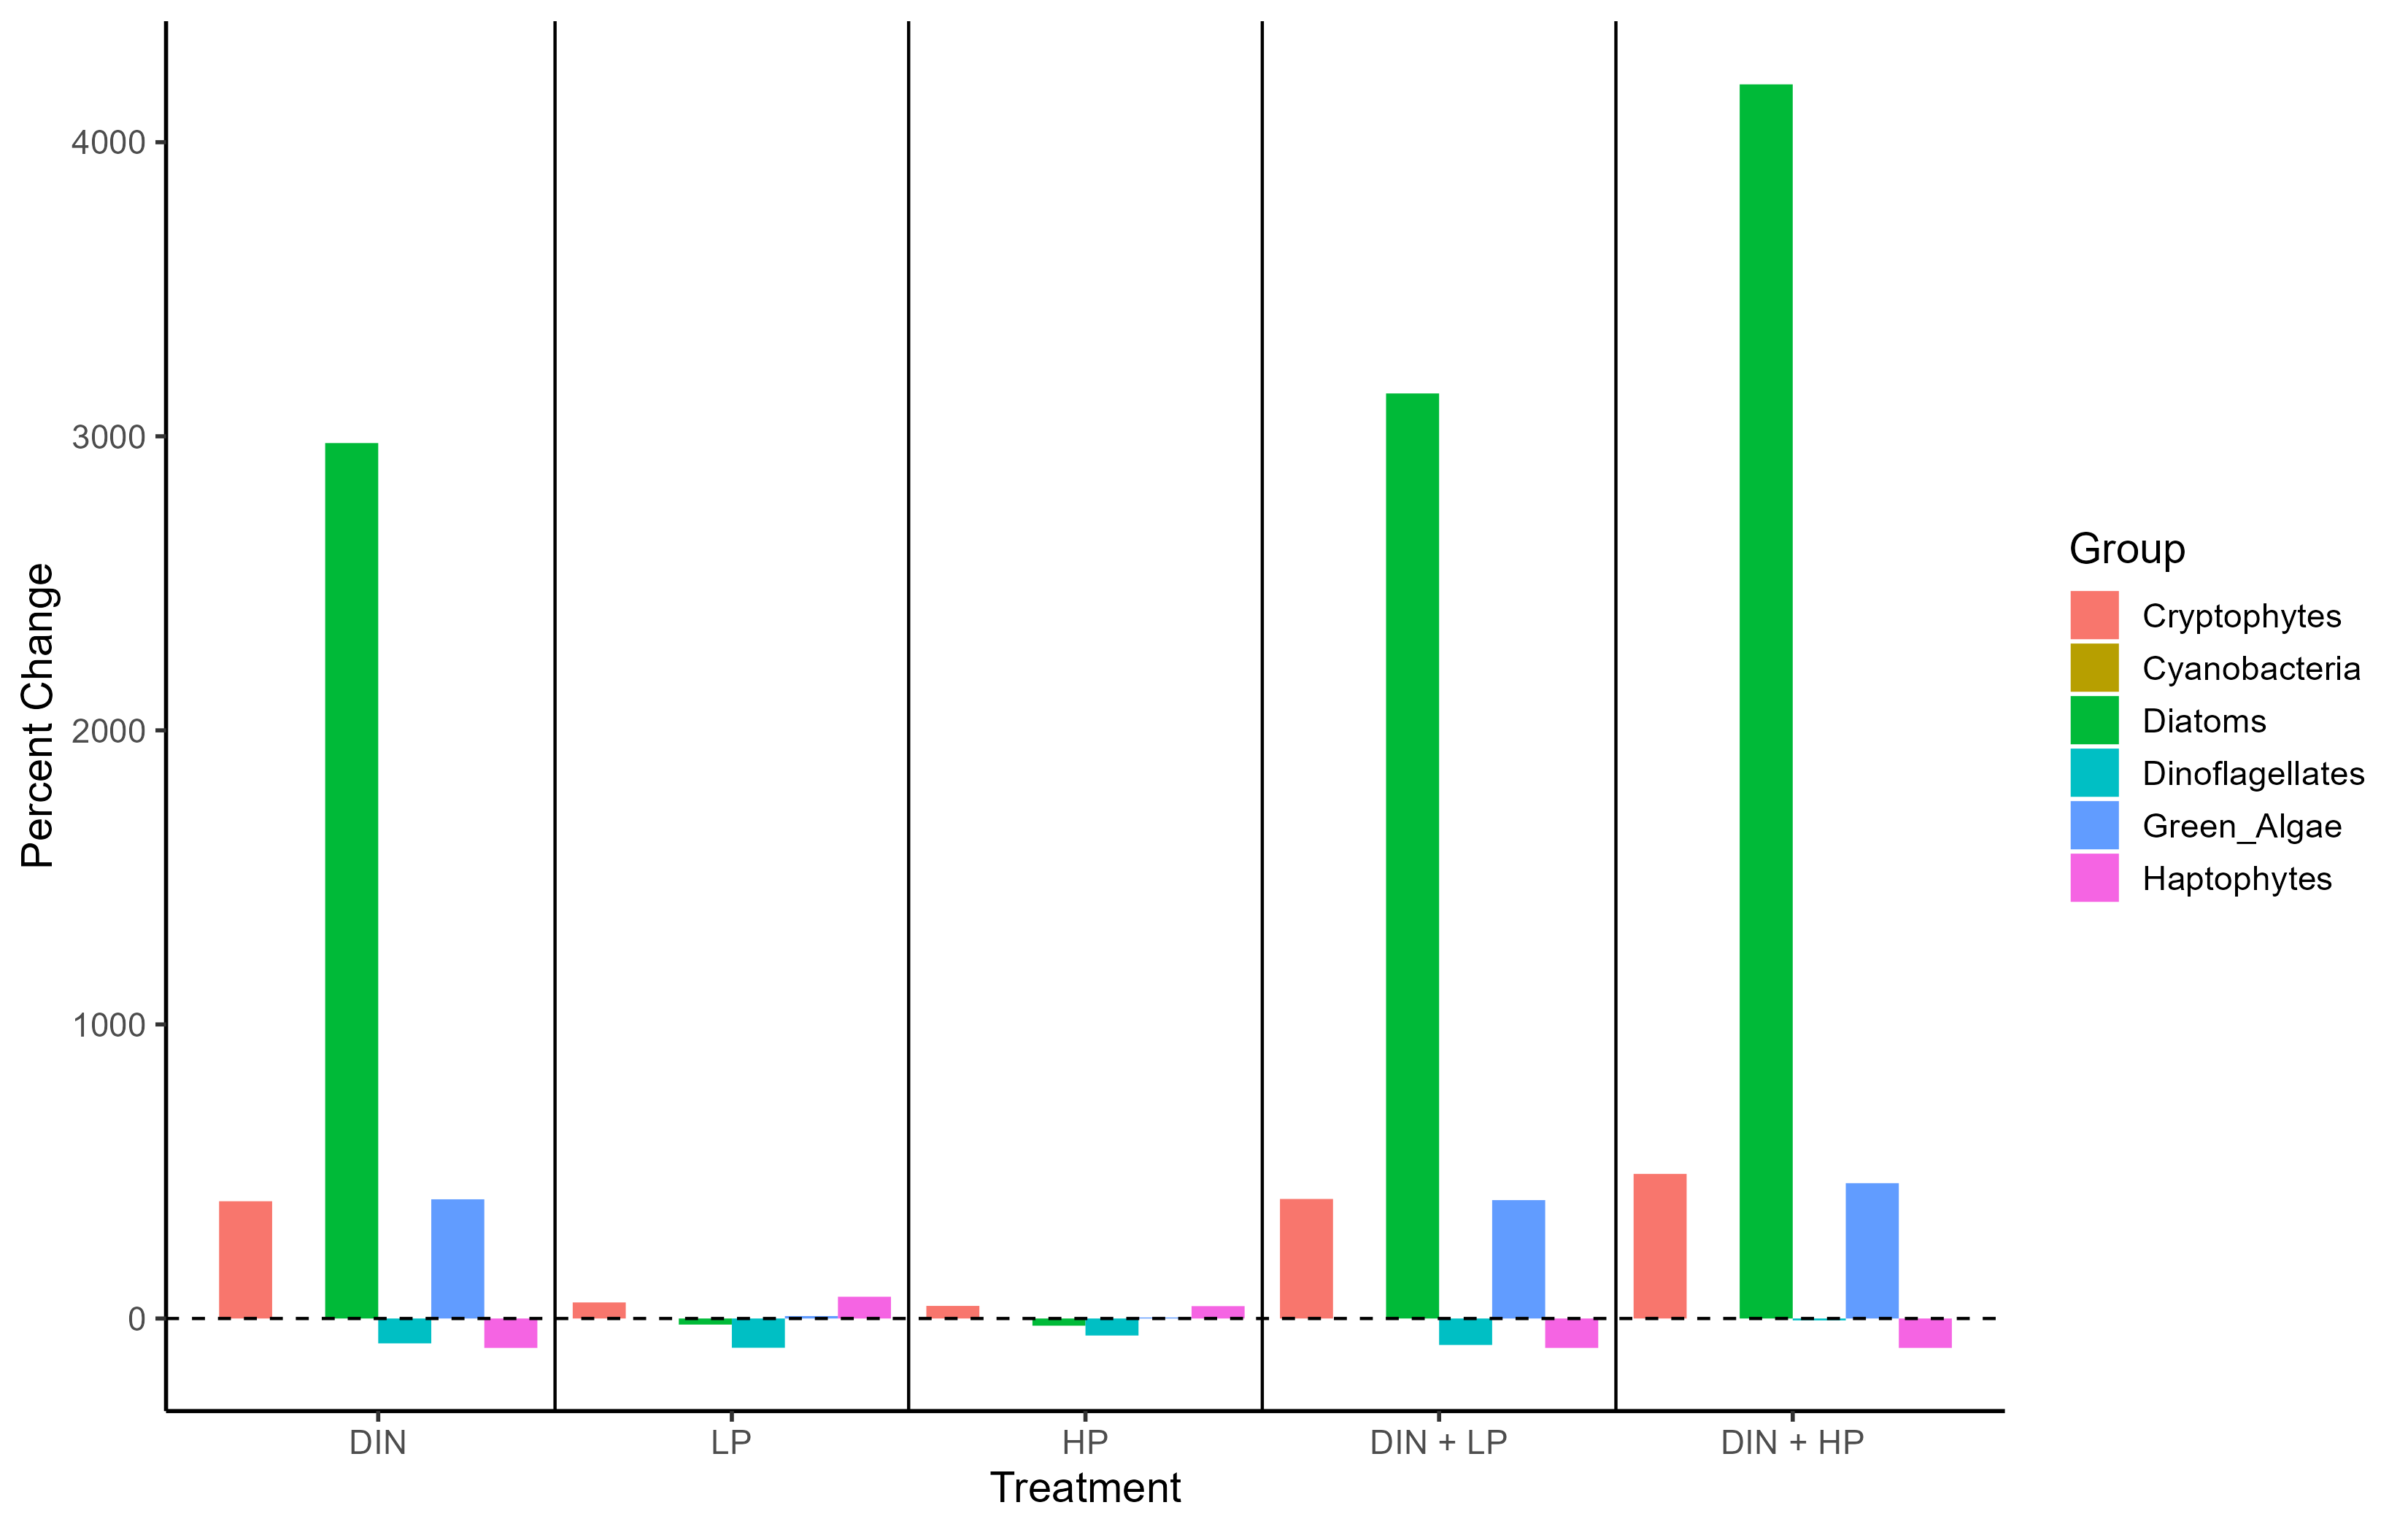 4000
3000
2000
1000
0
Percent Change
DIN
LP
HP
DIN + LP
DIN + HP
Treatment
Group
Cryptophytes
Cyanobacteria
Diatoms
Dinoflagellates
Green_Algae
Haptophytes